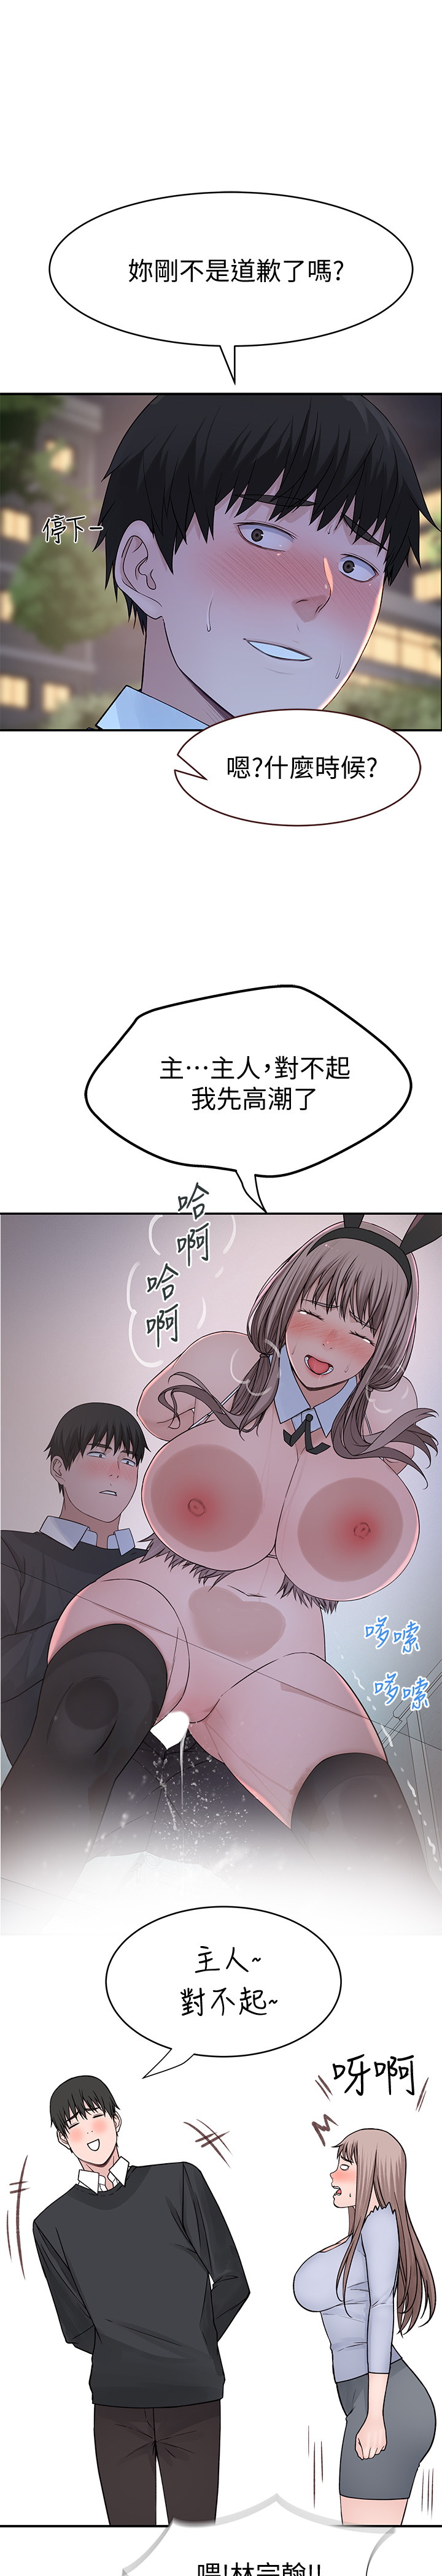 妳剛不是道歉了嗎?
停下-
嗯?什麼時候?
主…主人,對不起
我先高潮了
哈啊
哈啊
哆嗦
哆嗦
主人~
對不起~
呀啊
喂!林宗翰!!